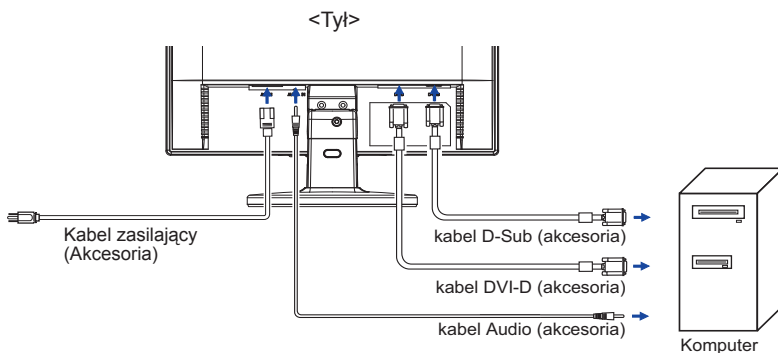 <Tył>
Kabel zasilający
(Akcesoria)
kabel D-Sub (akcesoria)
kabel DVI-D (akcesoria)
kabel Audio (akcesoria)
Komputer